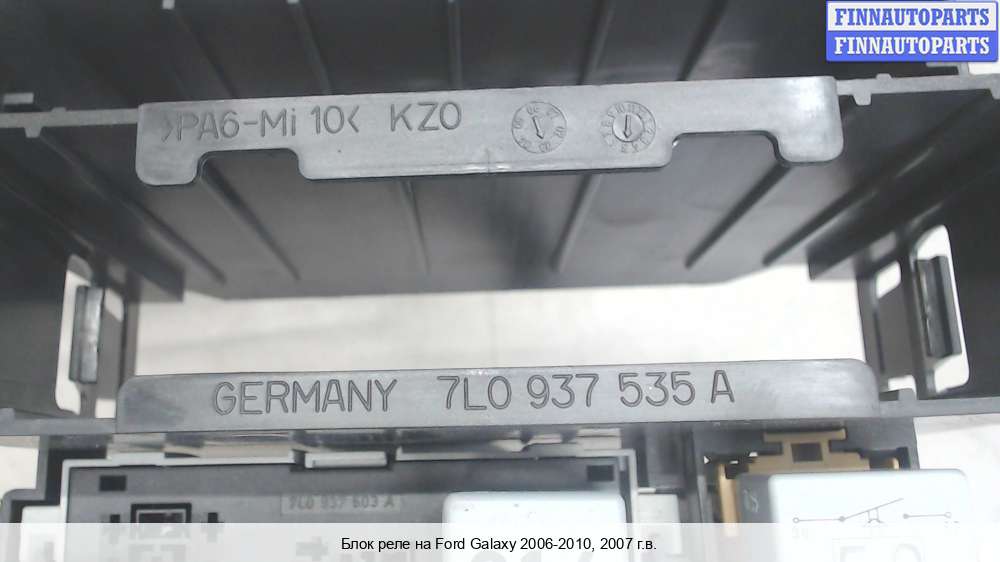 FINNAUTOPARTS
FINNAUTOPARTS
>PA6-Mi 10< KZ0
GERMANY 7L0 937 535 A
7L0 937 503 A
Блок реле на Ford Galaxy 2006-2010, 2007 г.в.